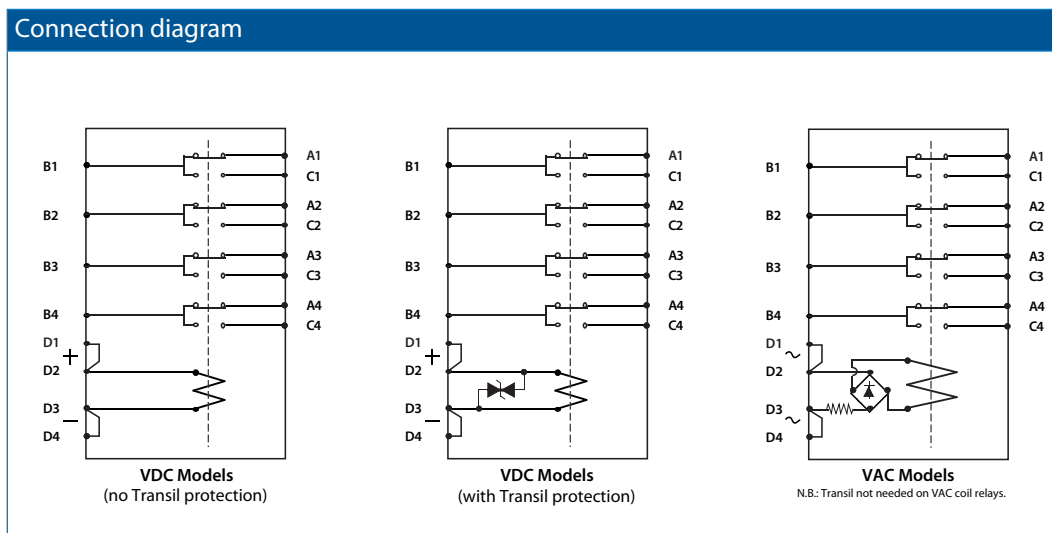 Connection diagram
B1
A1
C1
B2
A2
C2
B3
A3
C3
B4
A4
C4
D1
+
D2
D3
−
D4
VDC Models
(no Transil protection)
B1
A1
C1
B2
A2
C2
B3
A3
C3
B4
A4
C4
D1
+
D2
D3
−
D4
VDC Models
(with Transil protection)
B1
A1
C1
B2
A2
C2
B3
A3
C3
B4
A4
C4
D1
~
D2
D3
~
D4
VAC Models
N.B.: Transil not needed on VAC coil relays.